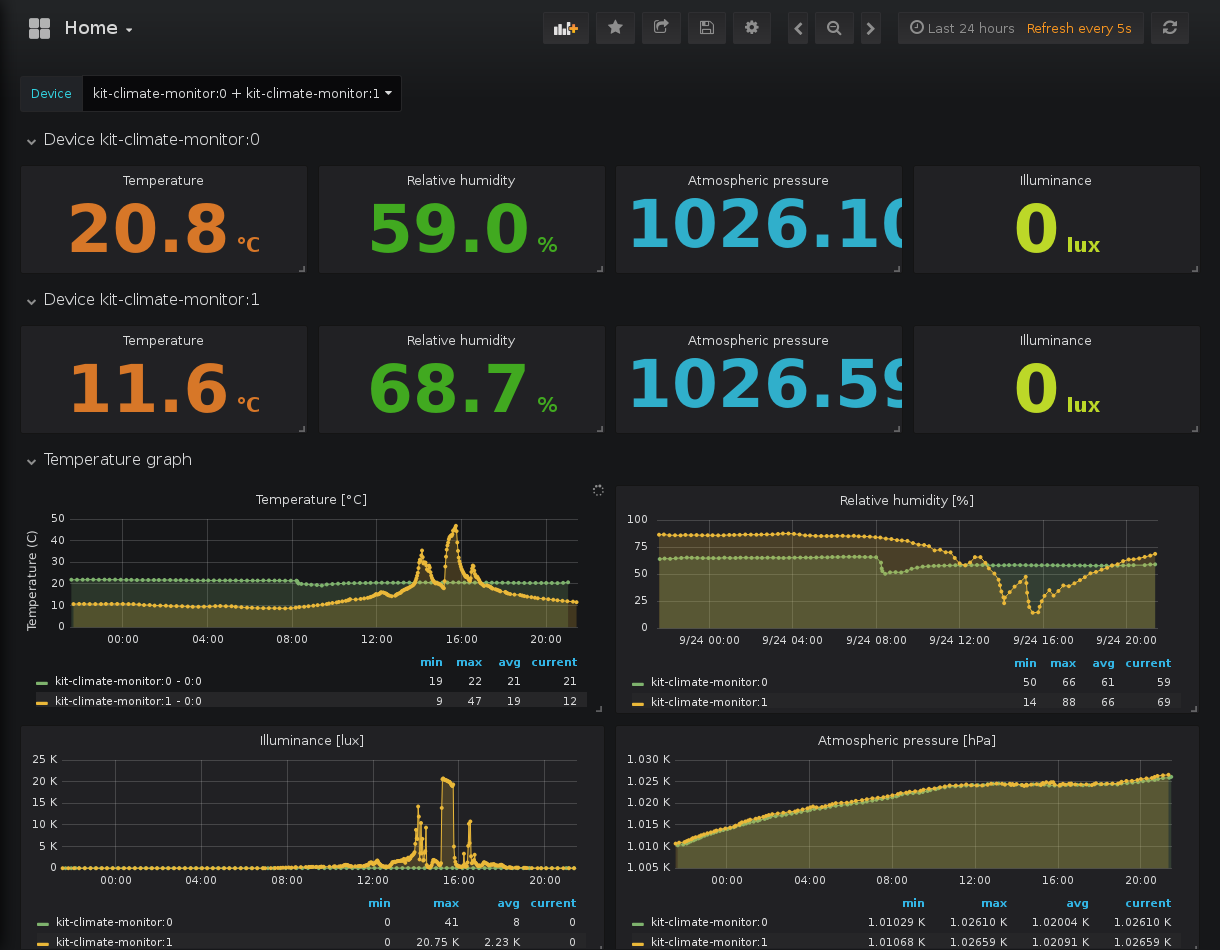 Home
Last 24 hours Refresh every 5s
Device kit-climate-monitor:0 + kit-climate-monitor:1
Device kit-climate-monitor:0
Temperature Relative humidity Atmospheric pressure Illuminance
20.8 °C 59.0 % 1026.10 0 lux
Device kit-climate-monitor:1
Temperature Relative humidity Atmospheric pressure Illuminance
11.6 °C 68.7 % 1026.59 0 lux
Temperature graph
Temperature [°C]
Temperature (C)
50
40
30
20
10
0
00:00 04:00 08:00 12:00 16:00 20:00
min max avg current
kit-climate-monitor:0 - 0:0 19 22 21 21
kit-climate-monitor:1 - 0:0 9 47 19 12
Relative humidity [%]
100
75
50
25
0
9/24 00:00 9/24 04:00 9/24 08:00 9/24 12:00 9/24 16:00 9/24 20:00
min max avg current
kit-climate-monitor:0 50 66 61 59
kit-climate-monitor:1 14 88 66 69
Illuminance [lux]
25 K
20 K
15 K
10 K
5 K
0
00:00 04:00 08:00 12:00 16:00 20:00
min max avg current
kit-climate-monitor:0 0 41 8 0
kit-climate-monitor:1 0 20.75 K 2.23 K 0
Atmospheric pressure [hPa]
1.030 K
1.025 K
1.020 K
1.015 K
1.010 K
1.005 K
00:00 04:00 08:00 12:00 16:00 20:00
min max avg current
kit-climate-monitor:0 1.01029 K 1.02610 K 1.02004 K 1.02610 K
kit-climate-monitor:1 1.01068 K 1.02659 K 1.02091 K 1.02659 K